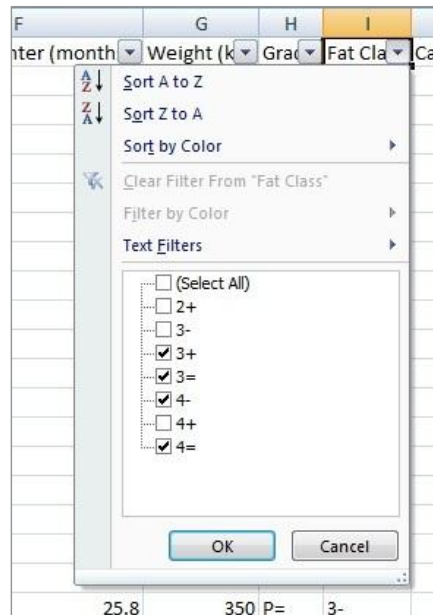 F G H I
nter (month Weight (k Grad Fat Cla Ca
Sort A to Z
Sort Z to A
Sort by Color
Clear Filter From "Fat Class"
Filter by Color
Text Filters
(Select All)
2+
3-
3+
3=
4-
4+
4=
OK Cancel
25.8 350 P= 3-